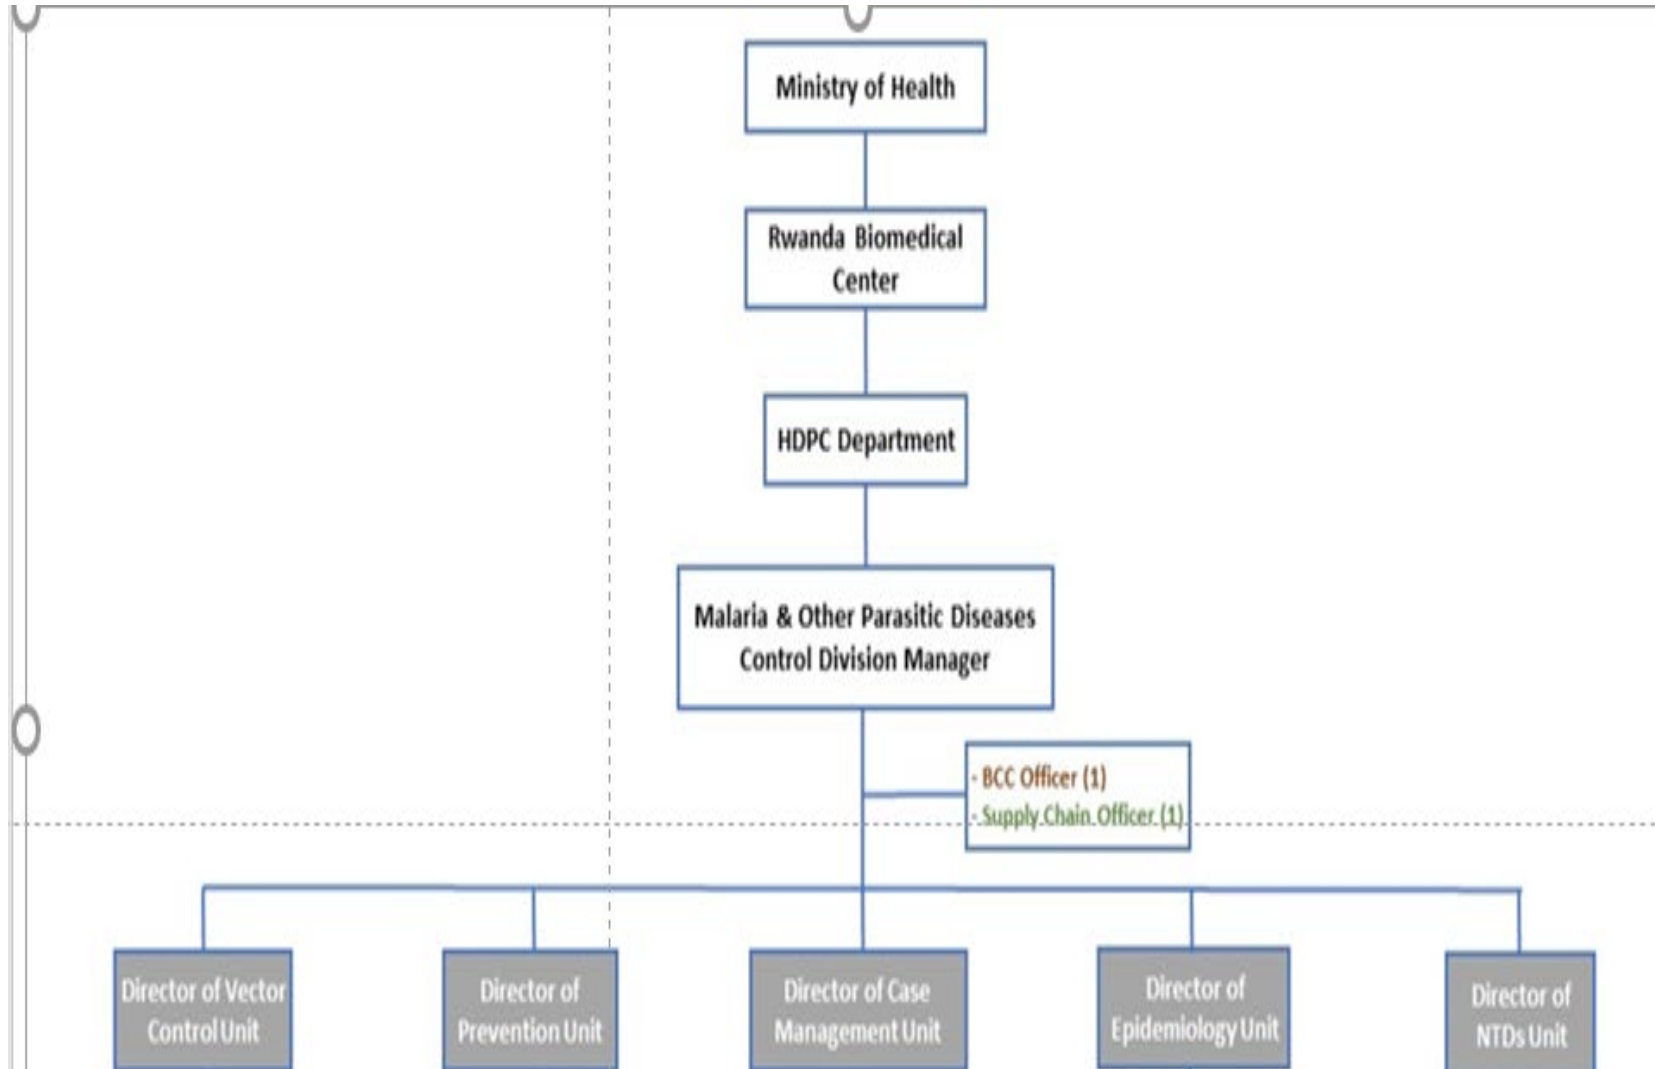 Ministry of Health
Rwanda Biomedical
Center
HDPC Department
Malaria & Other Parasitic Diseases
Control Division Manager
- BCC Officer (1)
- Supply Chain Officer (1)
Director of Vector
Control Unit
Director of
Prevention Unit
Director of Case
Management Unit
Director of
Epidemiology Unit
Director of
NTDs Unit